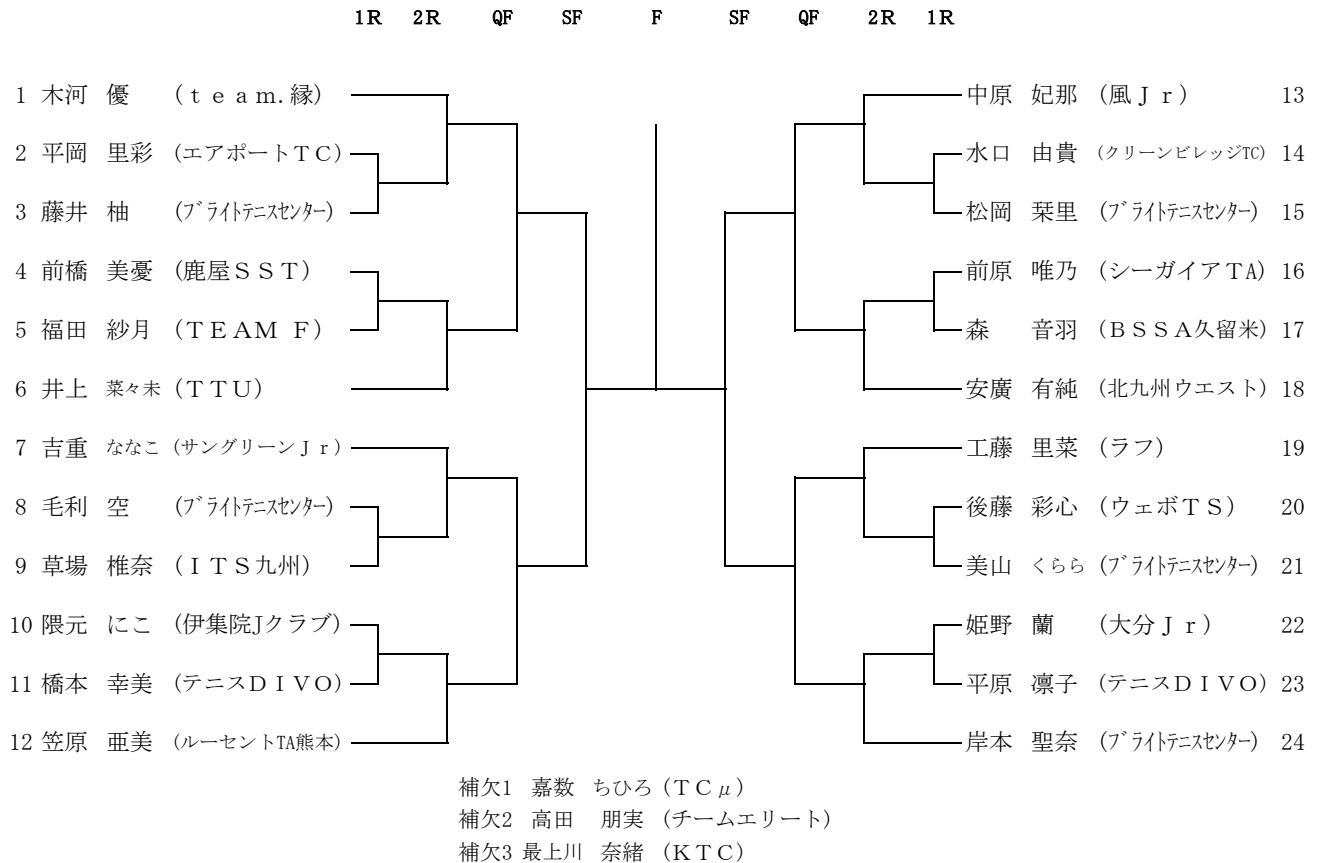 1R 2R QF SF F SF QF 2R 1R
1 木河 優 (ｔｅａｍ.縁) 中原 妃那 (風Ｊｒ) 13
2 平岡 里彩 (エアポートＴＣ) 水口 由貴 (クリーンビレッジTC) 14
3 藤井 柚 (ﾌﾞﾗｲﾄﾃﾆｽｾﾝﾀｰ) 松岡 栞里 (ﾌﾞﾗｲﾄﾃﾆｽｾﾝﾀｰ) 15
4 前橋 美憂 (鹿屋ＳＳＴ) 前原 唯乃 (シーガイアＴA) 16
5 福田 紗月 (ＴＥＡＭ Ｆ) 森 音羽 (ＢＳＳＡ久留米) 17
6 井上 菜々未 (ＴＴＵ) 安廣 有純 (北九州ウエスト) 18
7 吉重 ななこ (サングリーンＪｒ) 工藤 里菜 (ラフ) 19
8 毛利 空 (ﾌﾞﾗｲﾄﾃﾆｽｾﾝﾀｰ) 後藤 彩心 (ウェボＴＳ) 20
9 草場 椎奈 (ＩＴＳ九州) 美山 くらら (ﾌﾞﾗｲﾄﾃﾆｽｾﾝﾀｰ) 21
10 隈元 にこ (伊集院Jクラブ) 姫野 蘭 (大分Ｊｒ) 22
11 橋本 幸美 (テニスＤＩＶＯ) 平原 凛子 (テニスＤＩＶＯ) 23
12 笠原 亜美 (ルーセントTA熊本) 岸本 聖奈 (ﾌﾞﾗｲﾄﾃﾆｽｾﾝﾀｰ) 24
補欠1 嘉数 ちひろ (ＴＣμ)
補欠2 高田 朋実 (チームエリート)
補欠3 最上川 奈緒 (ＫＴＣ)